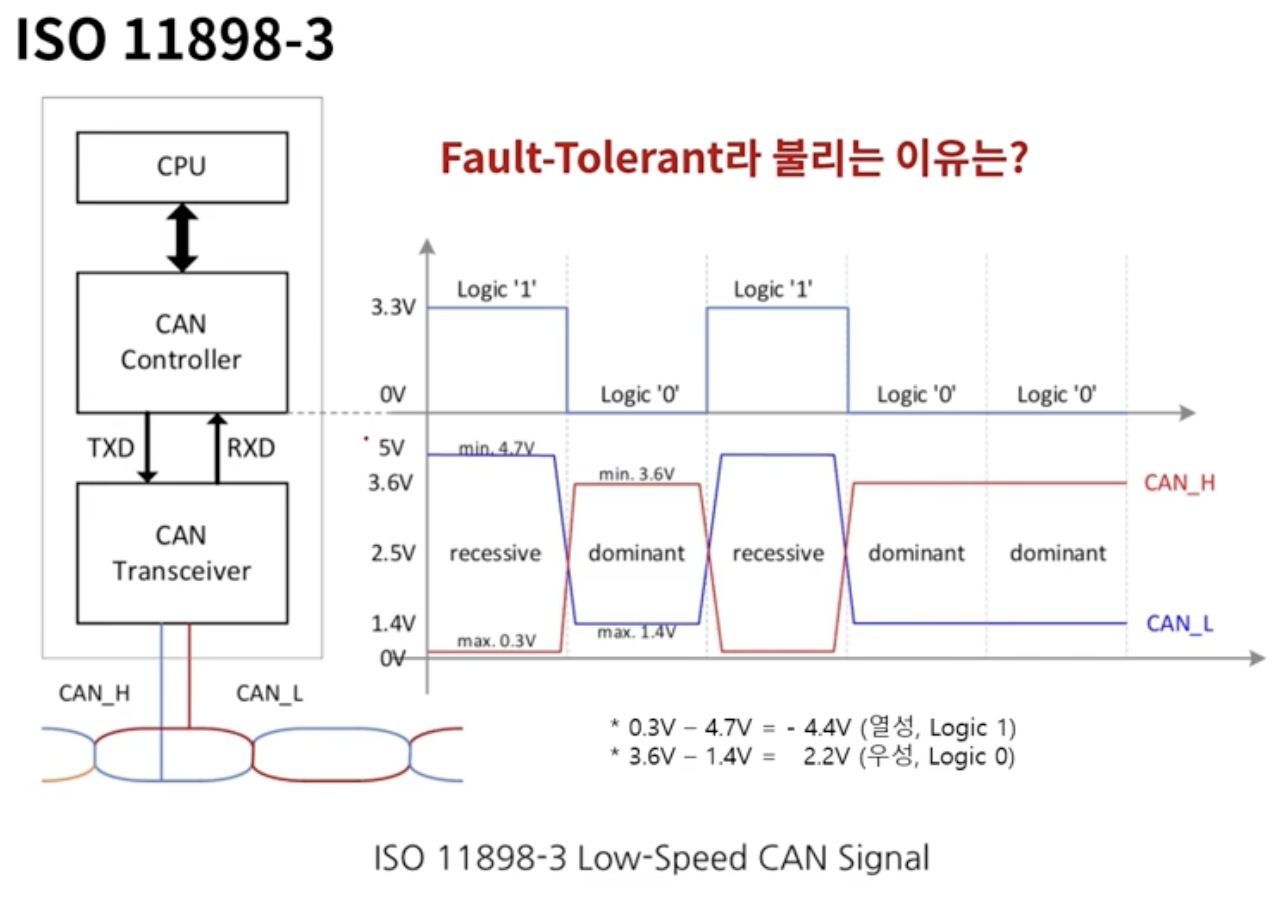 ISO 11898-3
CPU
CAN
Controller
TXD
RXD
CAN
Transceiver
CAN_H
CAN_L
Fault-Tolerant라 불리는 이유는?
Logic '1'
Logic '1'
3.3V
0V
Logic '0'
Logic '0'
Logic '0'
5V
min. 4.7V
3.6V
min. 3.6V
CAN_H
2.5V
recessive
dominant
recessive
dominant
dominant
1.4V
max. 1.4V
CAN_L
max. 0.3V
0V
* 0.3V – 4.7V = - 4.4V (열성, Logic 1)
* 3.6V – 1.4V = 2.2V (우성, Logic 0)
ISO 11898-3 Low-Speed CAN Signal